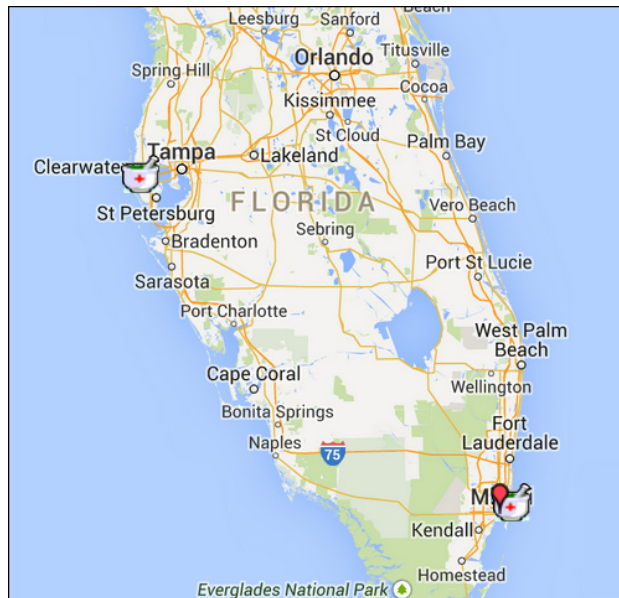 Beach
Leesburg
Sanford
Titusville
Orlando
Spring Hill
Cocoa
Kissimmee
St Cloud
Palm Bay
Tampa
Lakeland
Clearwater
FLORIDA
Vero Beach
St Petersburg
Sebring
Bradenton
Port St Lucie
Sarasota
Port Charlotte
West Palm
Beach
Cape Coral
Wellington
Bonita Springs
Fort
Lauderdale
Naples
75
Kendall
Homestead
Everglades National Park